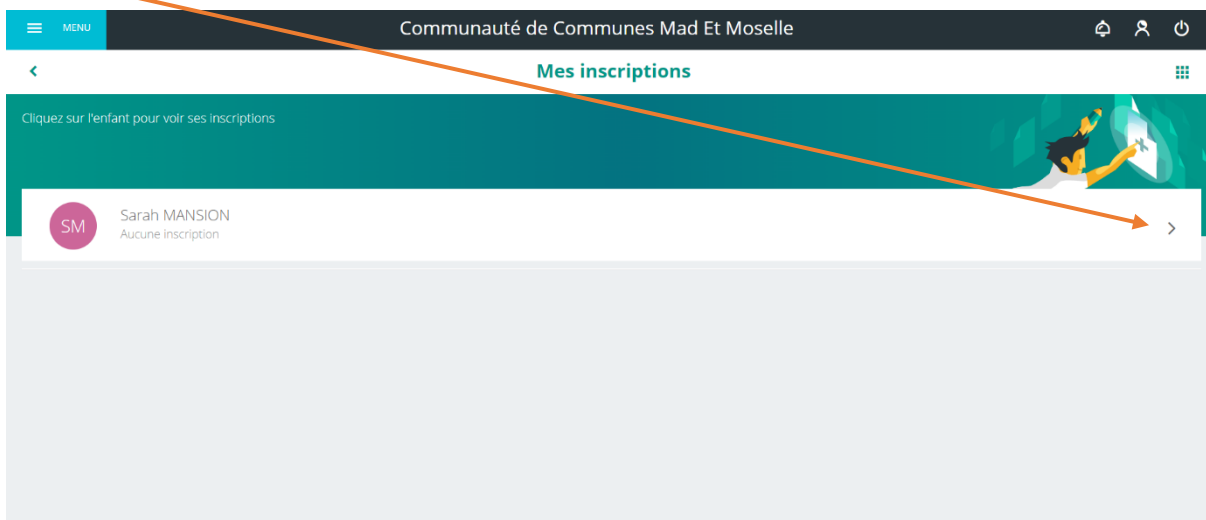 MENU
Communauté de Communes Mad Et Moselle
Mes inscriptions
Cliquez sur l'enfant pour voir ses inscriptions
SM
Sarah MANSION
Aucune inscription